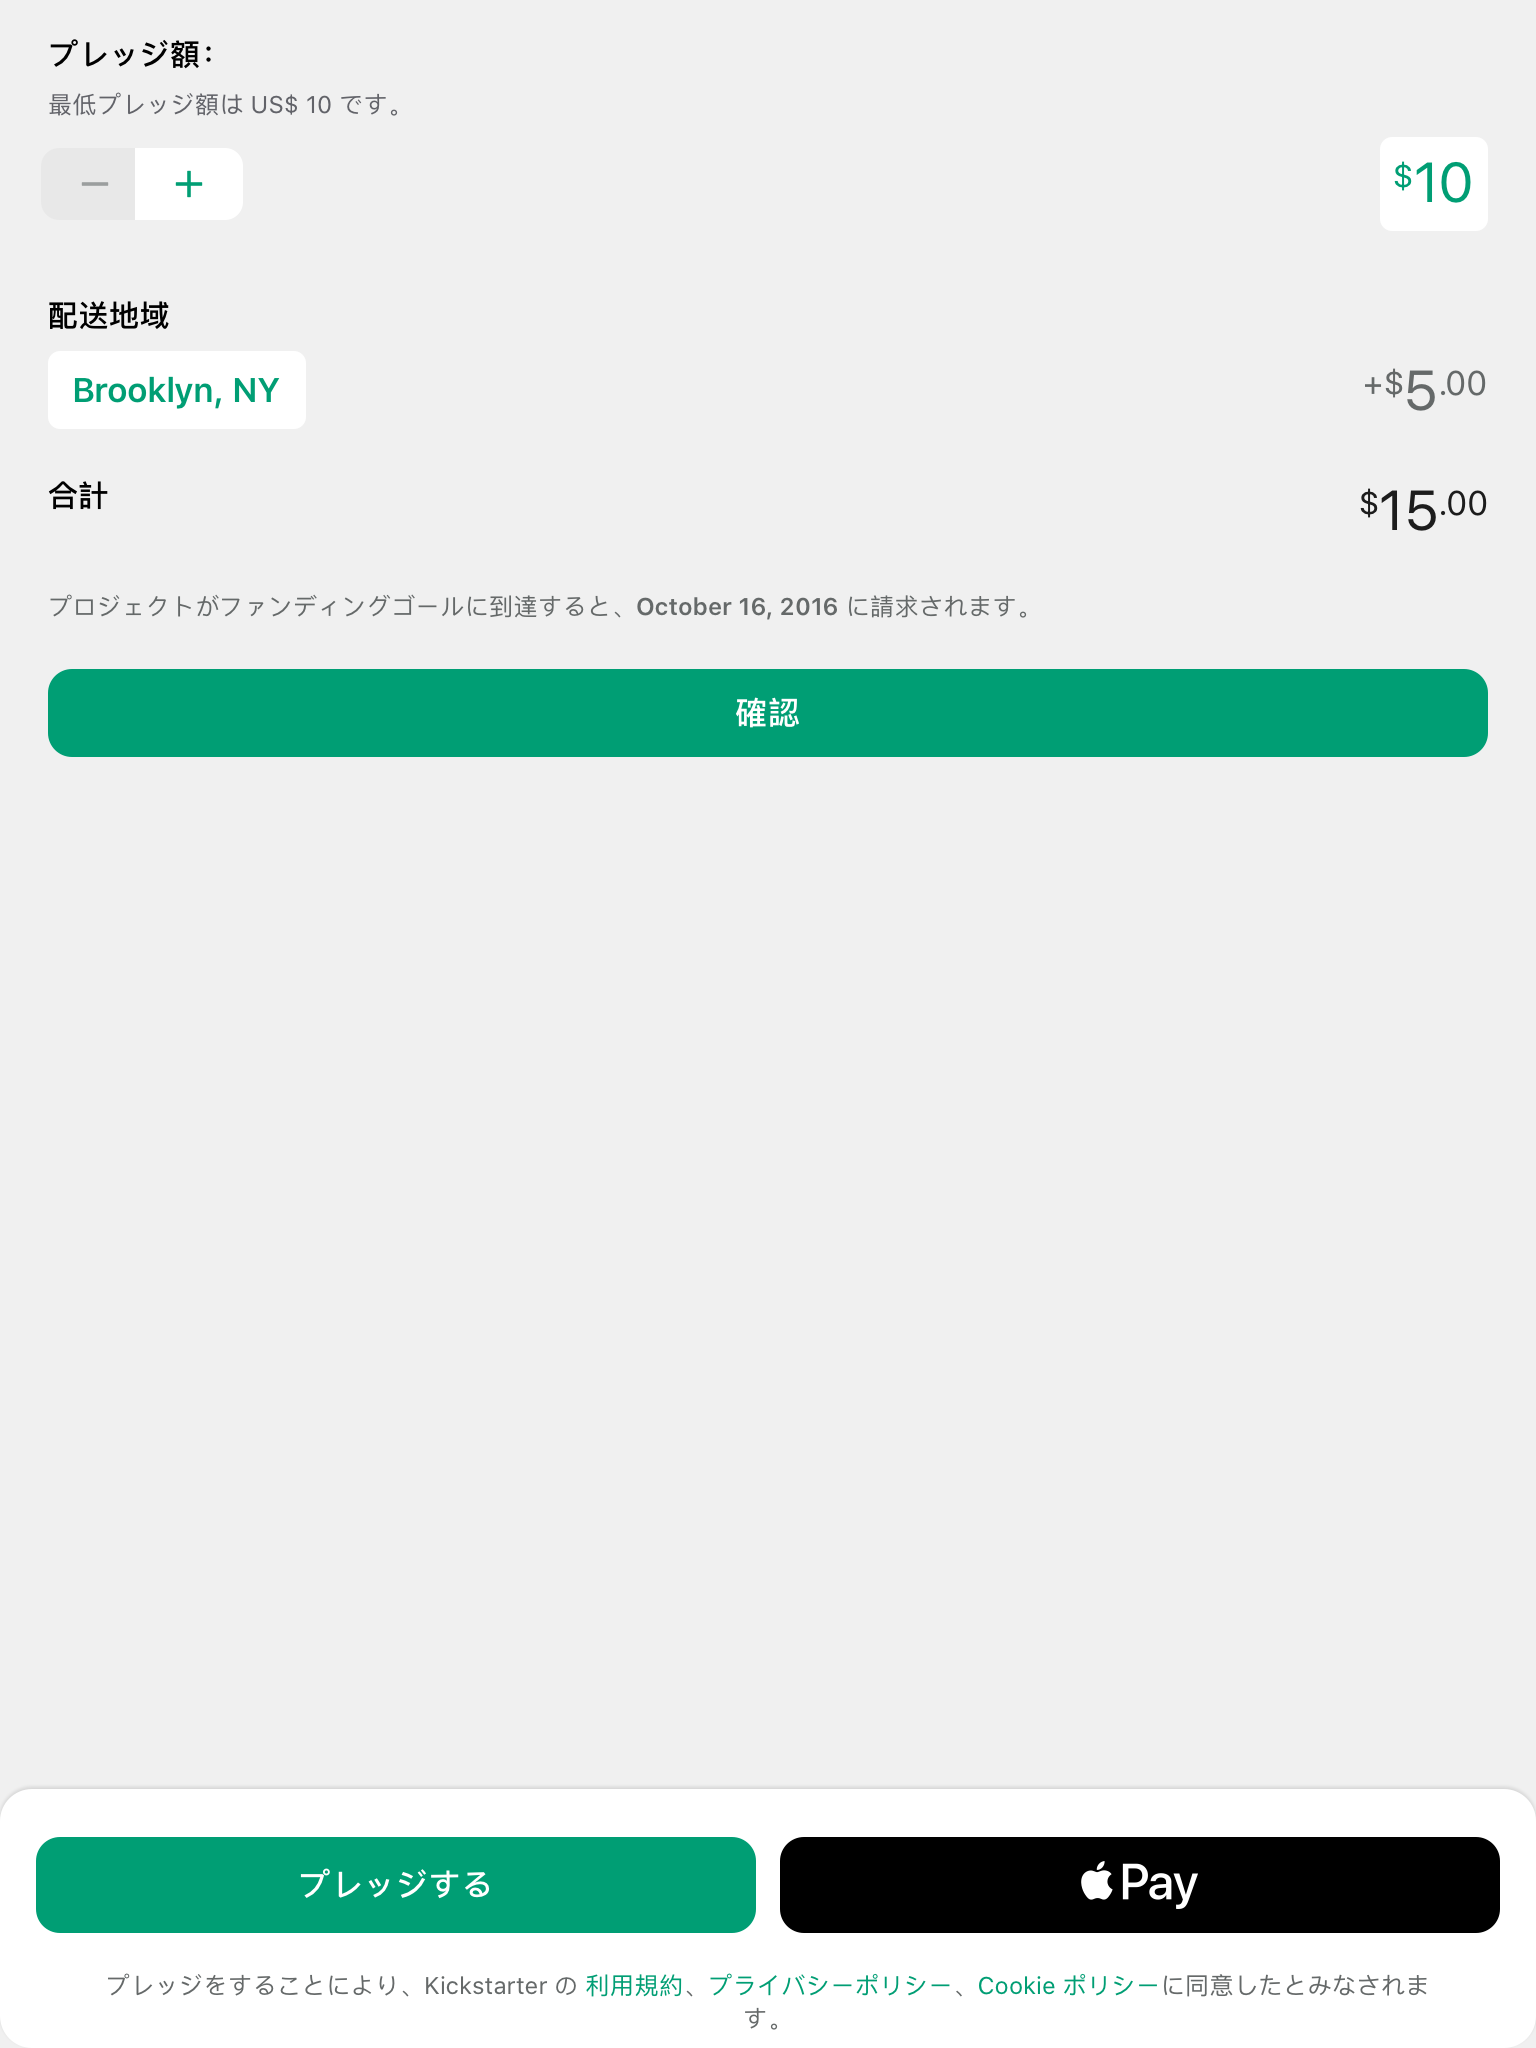 プレッジ額:
最低プレッジ額は US$ 10 です。
− +
$10
配送地域
Brooklyn, NY
+$5.00
合計
$15.00
プロジェクトがファンディングゴールに到達すると、October 16, 2016 に請求されます。
確認
プレッジする
Pay
プレッジをすることにより、Kickstarter の 利用規約、プライバシーポリシー、Cookie ポリシーに同意したとみなされま
す。